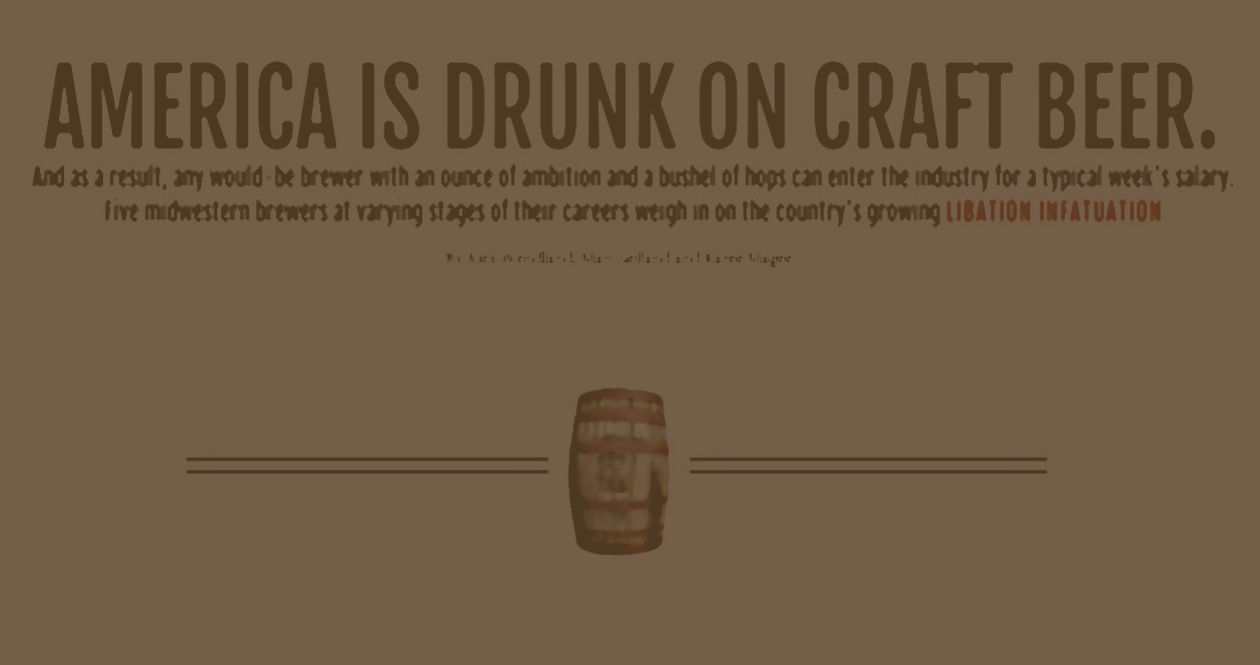 AMERICA IS DRUNK ON CRAFT BEER.
And as a result, any would-be brewer with an ounce of ambition and a bushel of hops can enter the industry for a typical week's salary.
Five midwestern brewers at varying stages of their careers weigh in on the country's growing LIBATION INFATUATION
By and